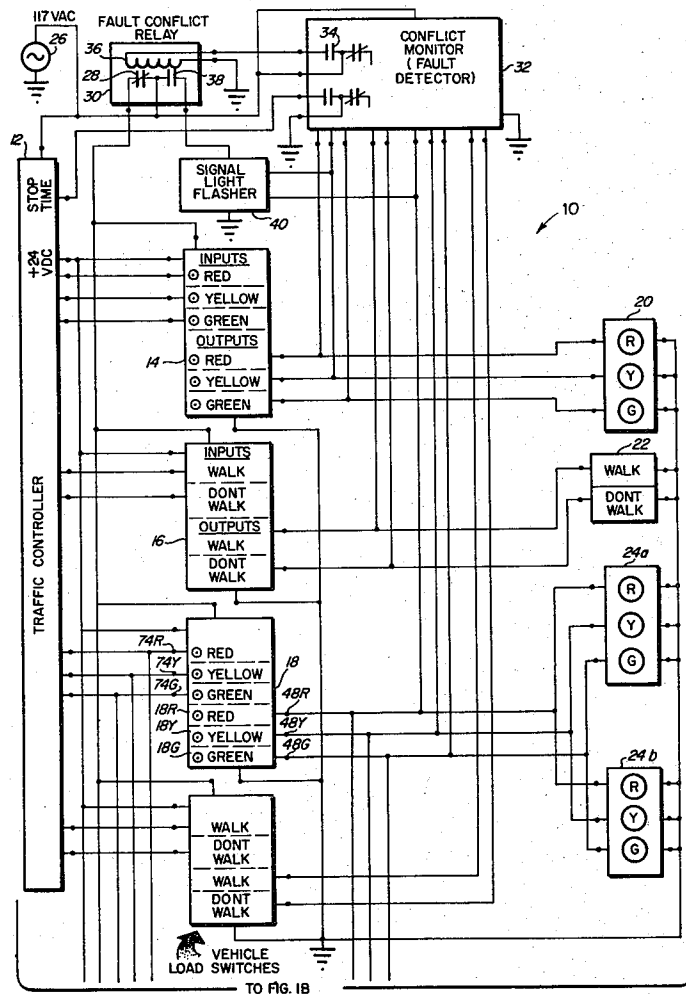 117 VAC
26
FAULT CONFLICT
RELAY
36
28
30
38
34
CONFLICT
MONITOR
( FAULT
DETECTOR)
32
12
STOP
TIME
+24
VDC
TRAFFIC CONTROLLER
SIGNAL
LIGHT
FLASHER
40
10
INPUTS
RED
YELLOW
GREEN
OUTPUTS
RED
YELLOW
GREEN
14
20
R
Y
G
INPUTS
WALK
DONT
WALK
OUTPUTS
WALK
DONT
WALK
16
22
WALK
DONT
WALK
24a
R
Y
G
74R
74Y
74G
18R
18Y
18G
RED
YELLOW
GREEN
RED
YELLOW
GREEN
18
48R
48Y
48G
24b
R
Y
G
WALK
DONT
WALK
WALK
DONT
WALK
VEHICLE
LOAD SWITCHES
TO FIG. 1B